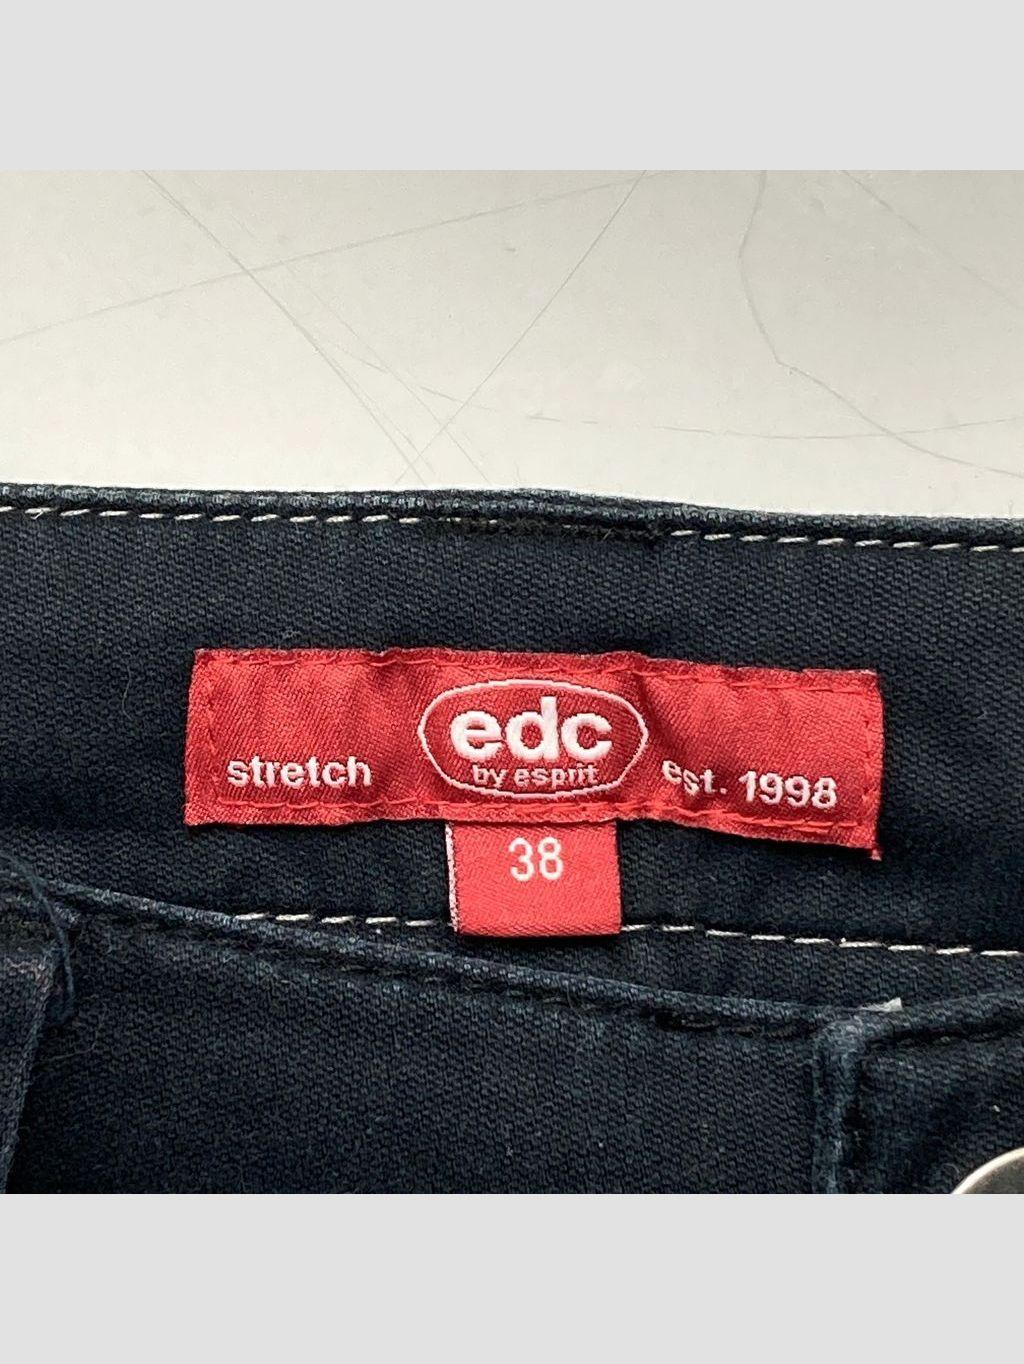 stretch
edc
by esprit
est. 1998
38